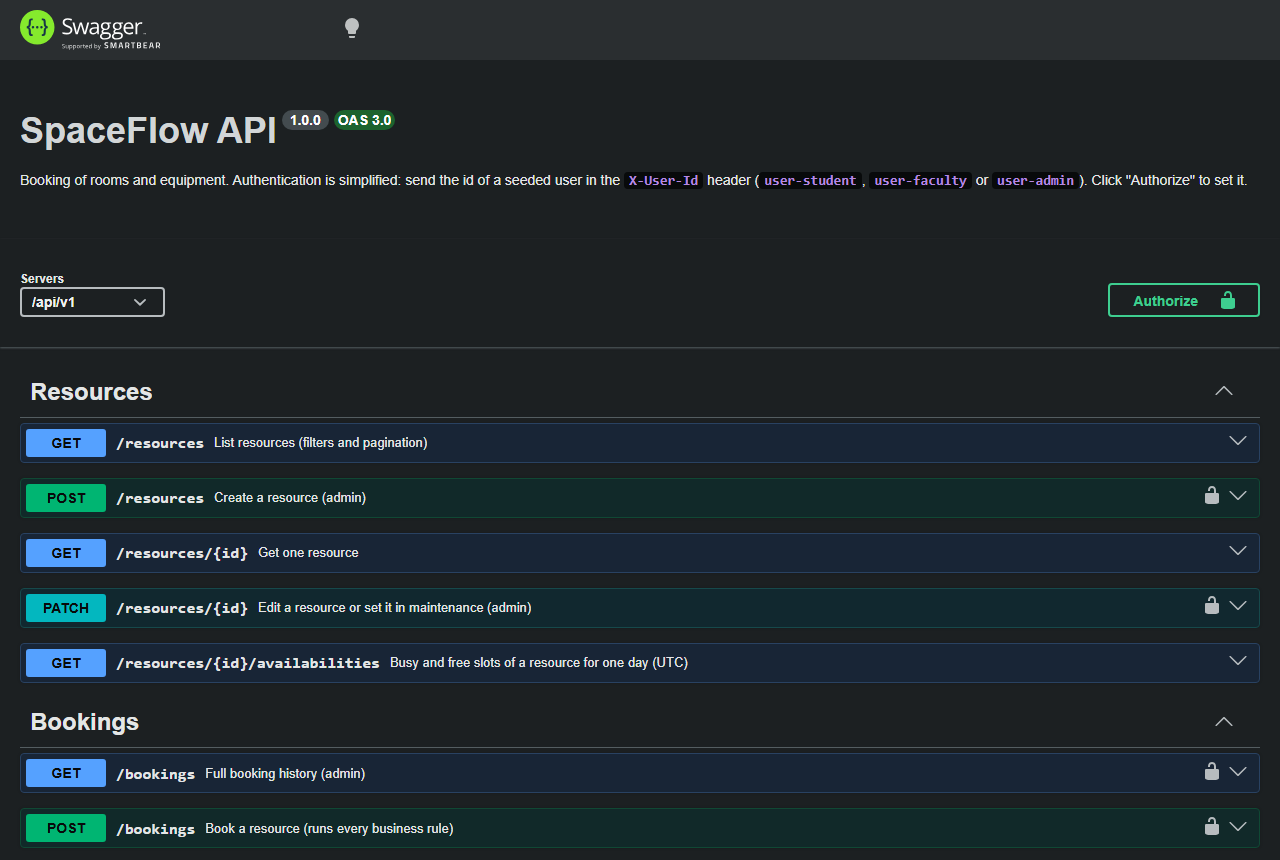 Swagger
Supported by SMARTBEAR
SpaceFlow API 1.0.0 OAS 3.0
Booking of rooms and equipment. Authentication is simplified: send the id of a seeded user in the X-User-Id header ( user-student , user-faculty or user-admin ). Click "Authorize" to set it.
Servers
/api/v1
Authorize
Resources
GET /resources List resources (filters and pagination)
POST /resources Create a resource (admin)
GET /resources/{id} Get one resource
PATCH /resources/{id} Edit a resource or set it in maintenance (admin)
GET /resources/{id}/availabilities Busy and free slots of a resource for one day (UTC)
Bookings
GET /bookings Full booking history (admin)
POST /bookings Book a resource (runs every business rule)